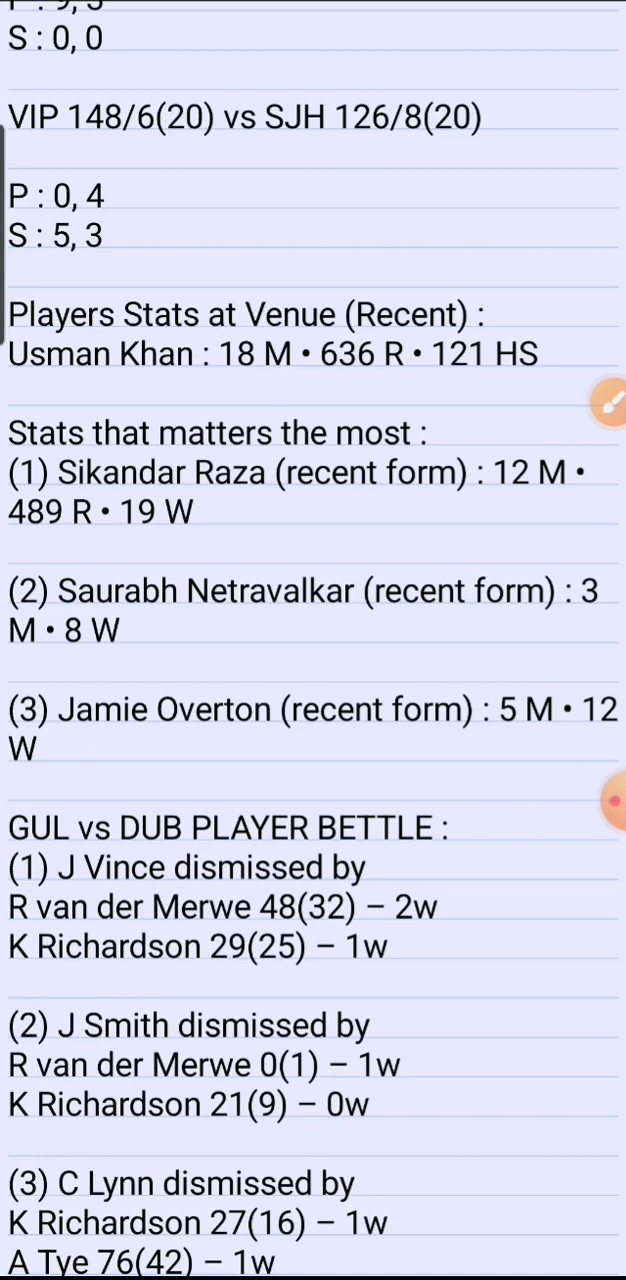 S : 0, 0
VIP 148/6(20) vs SJH 126/8(20)
P : 0, 4
S : 5, 3
Players Stats at Venue (Recent) :
Usman Khan : 18 M • 636 R • 121 HS
Stats that matters the most :
(1) Sikandar Raza (recent form) : 12 M •
489 R • 19 W
(2) Saurabh Netravalkar (recent form) : 3
M • 8 W
(3) Jamie Overton (recent form) : 5 M • 12
W
GUL vs DUB PLAYER BETTLE :
(1) J Vince dismissed by
R van der Merwe 48(32) – 2w
K Richardson 29(25) – 1w
(2) J Smith dismissed by
R van der Merwe 0(1) – 1w
K Richardson 21(9) – 0w
(3) C Lynn dismissed by
K Richardson 27(16) – 1w
A Tye 76(42) – 1w